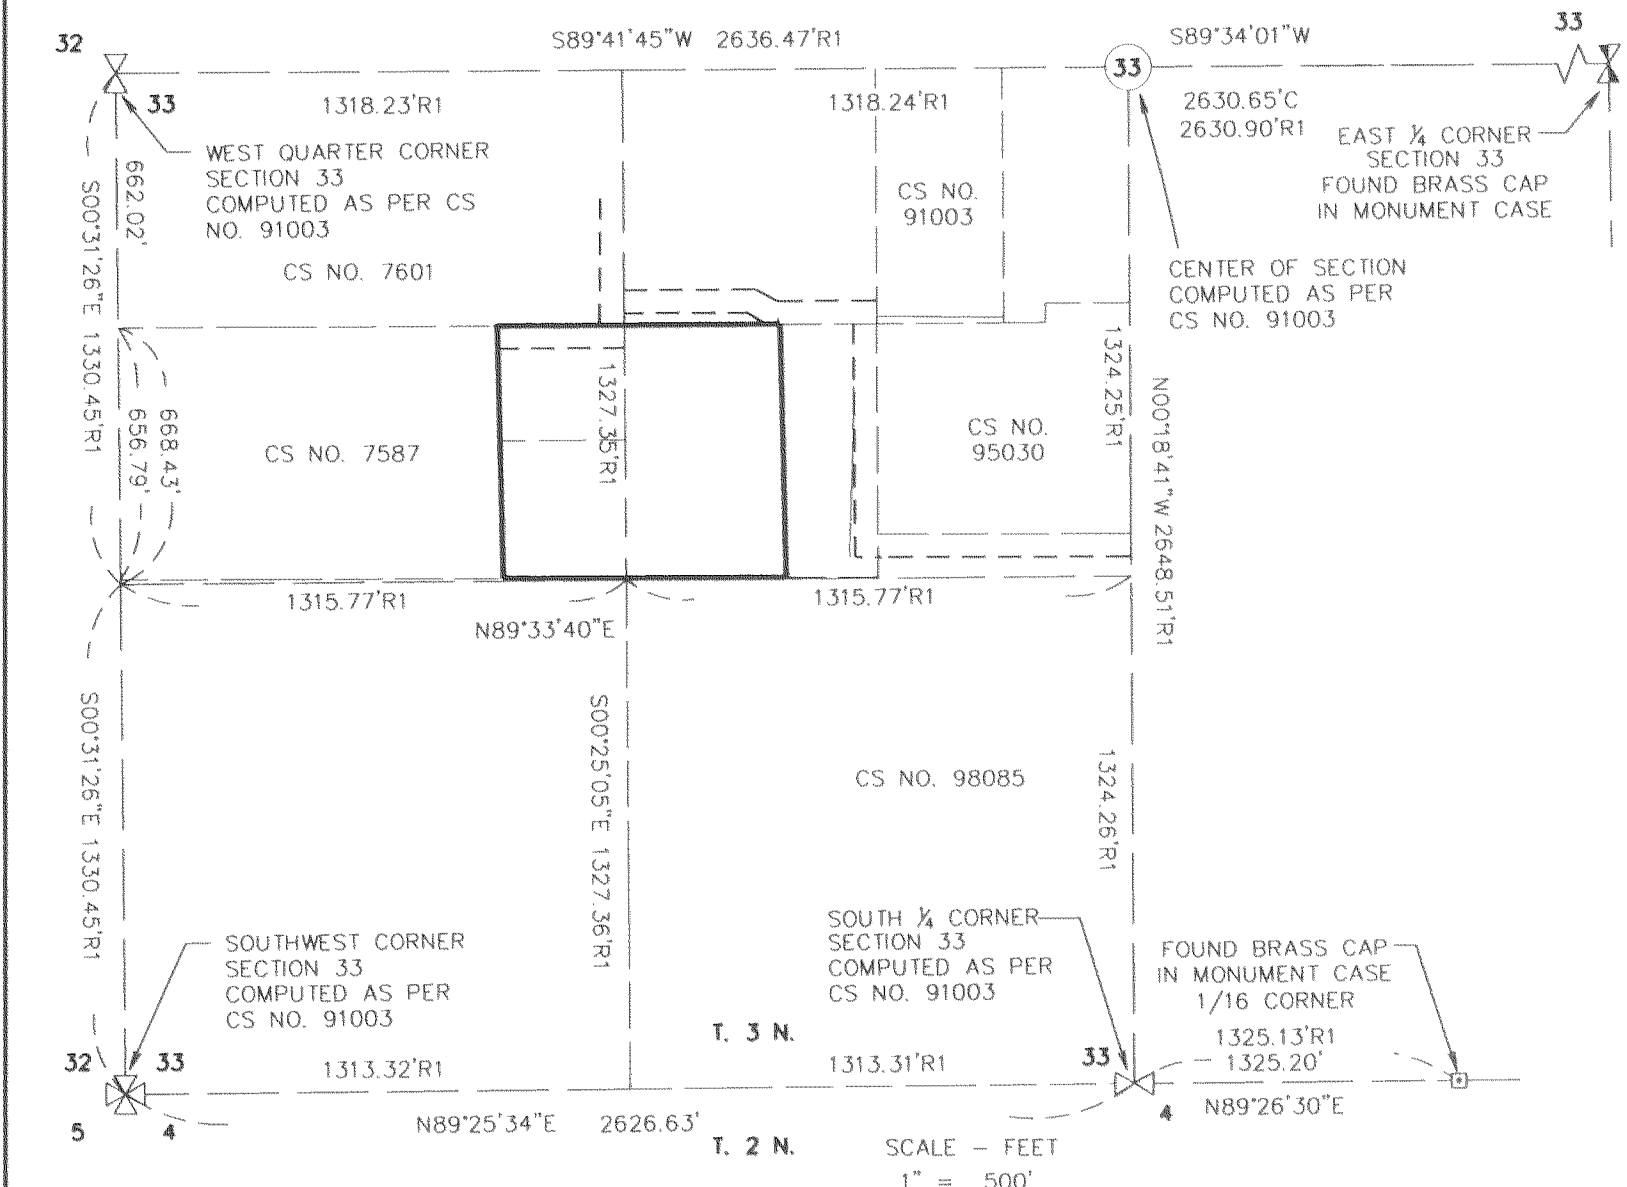 32
S89°41'45"W 2636.47'R1
S89°34'01"W
33
33
33
1318.23'R1
1318.24'R1
2630.65'C
2630.90'R1
WEST QUARTER CORNER
SECTION 33
COMPUTED AS PER CS
NO. 91003
EAST ¼ CORNER
SECTION 33
FOUND BRASS CAP
IN MONUMENT CASE
CS NO.
91003
662.02'
S00°31'26"E 1330.45'R1
CS NO. 7601
CENTER OF SECTION
COMPUTED AS PER
CS NO. 91003
1324.25'R1
N00°18'41"W 2648.51'R1
1327.35'R1
668.43'
656.79'
CS NO. 7587
CS NO.
95030
1315.77'R1
1315.77'R1
N89°33'40"E
S00°31'26"E 1330.45'R1
S00°25'05"E 1327.36'R1
CS NO. 98085
1324.26'R1
SOUTHWEST CORNER
SECTION 33
COMPUTED AS PER
CS NO. 91003
SOUTH ¼ CORNER
SECTION 33
COMPUTED AS PER
CS NO. 91003
FOUND BRASS CAP
IN MONUMENT CASE
1/16 CORNER
1325.13'R1
1325.20'
T. 3 N.
32
33
1313.32'R1
1313.31'R1
33
5
4
N89°25'34"E 2626.63'
T. 2 N.
4
N89°26'30"E
SCALE - FEET
1" = 500'